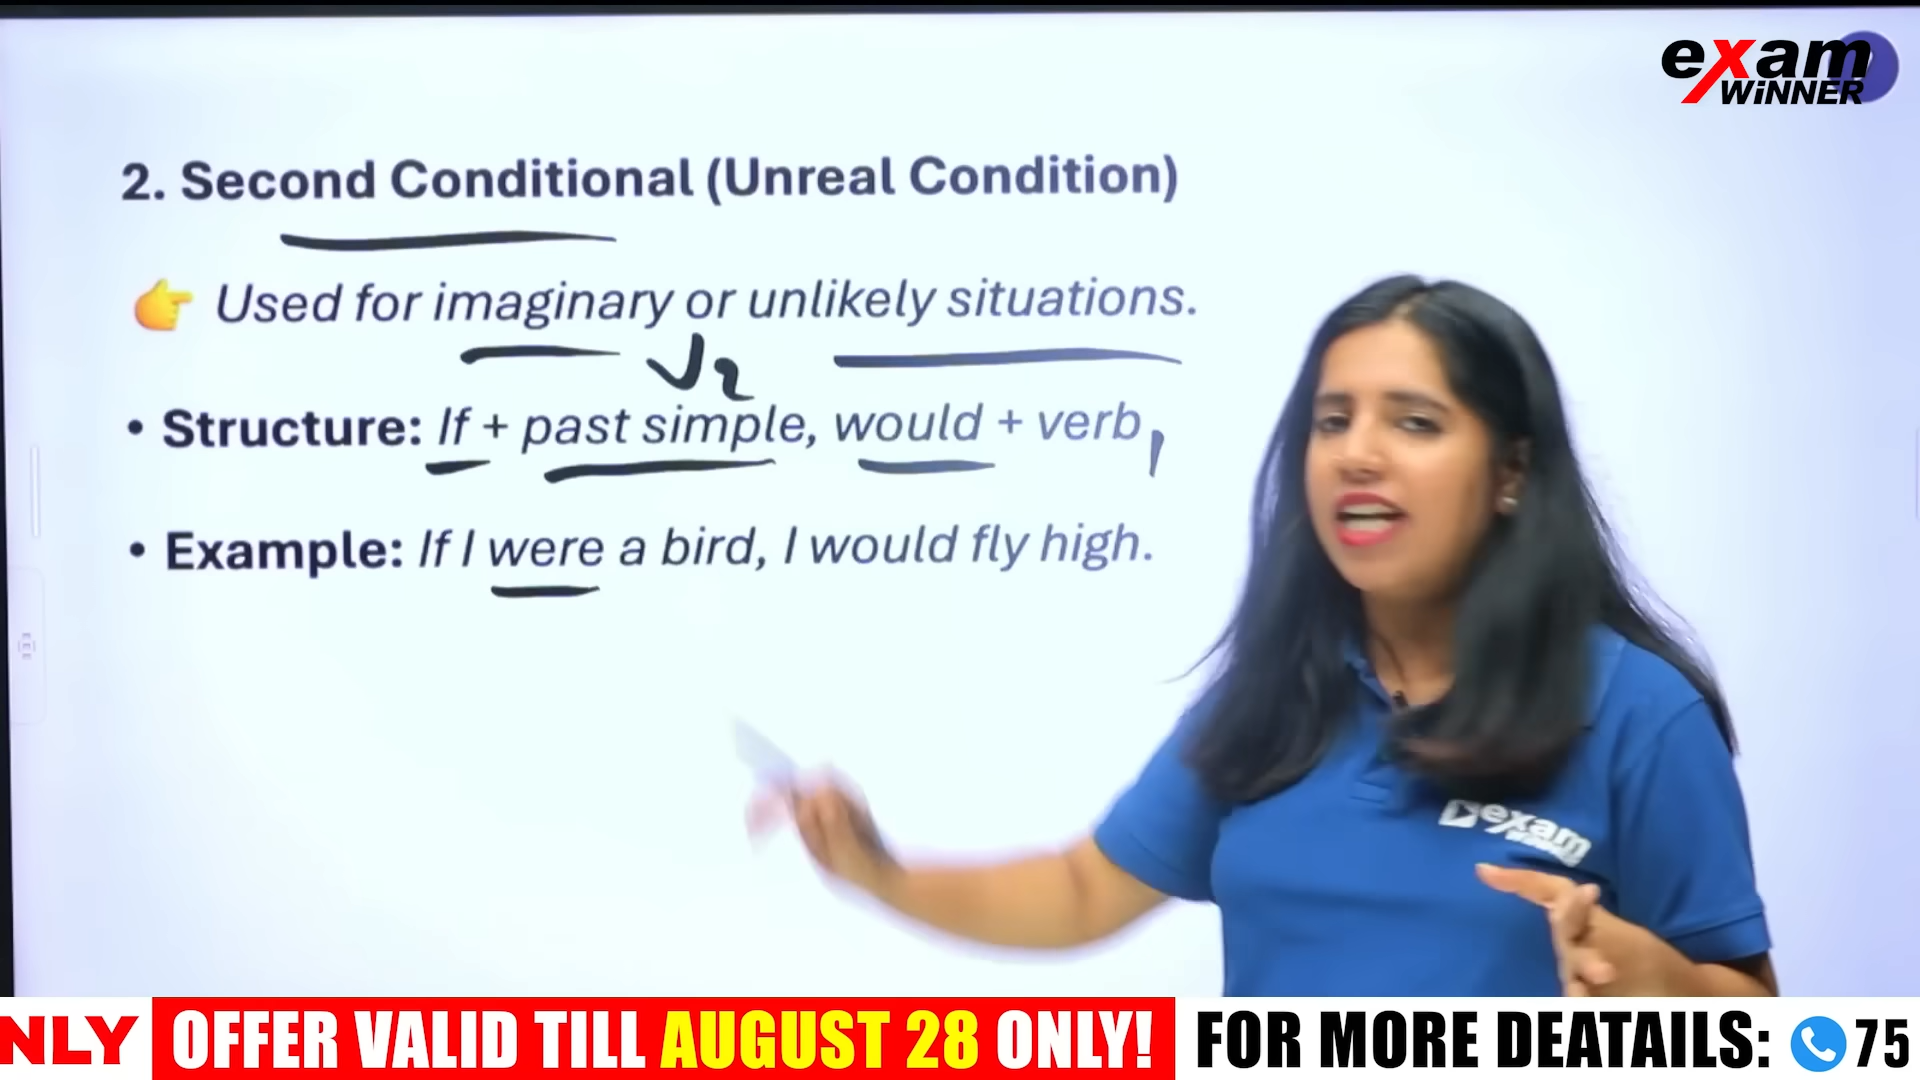 exam
WiNNER
2. Second Conditional (Unreal Condition)
👉 Used for imaginary or unlikely situations.
V2
• Structure: If + past simple, would + verb1
• Example: If I were a bird, I would fly high.
exam
NLY OFFER VALID TILL AUGUST 28 ONLY! FOR MORE DEATAILS: 75